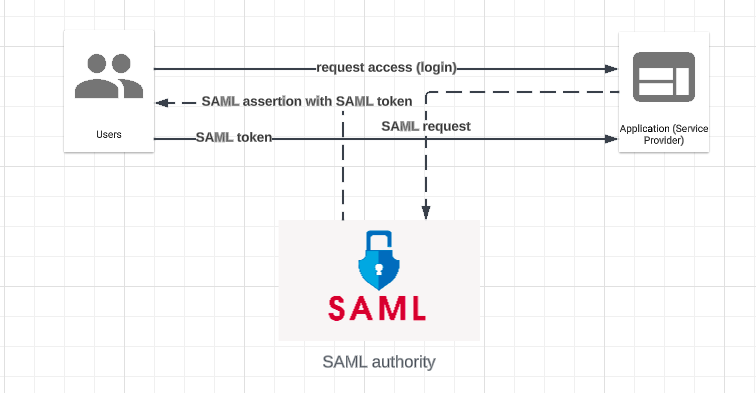 request access (login)
SAML assertion with SAML token
SAML request
Users
Application (Service
Provider)
SAML token
SAML
SAML authority